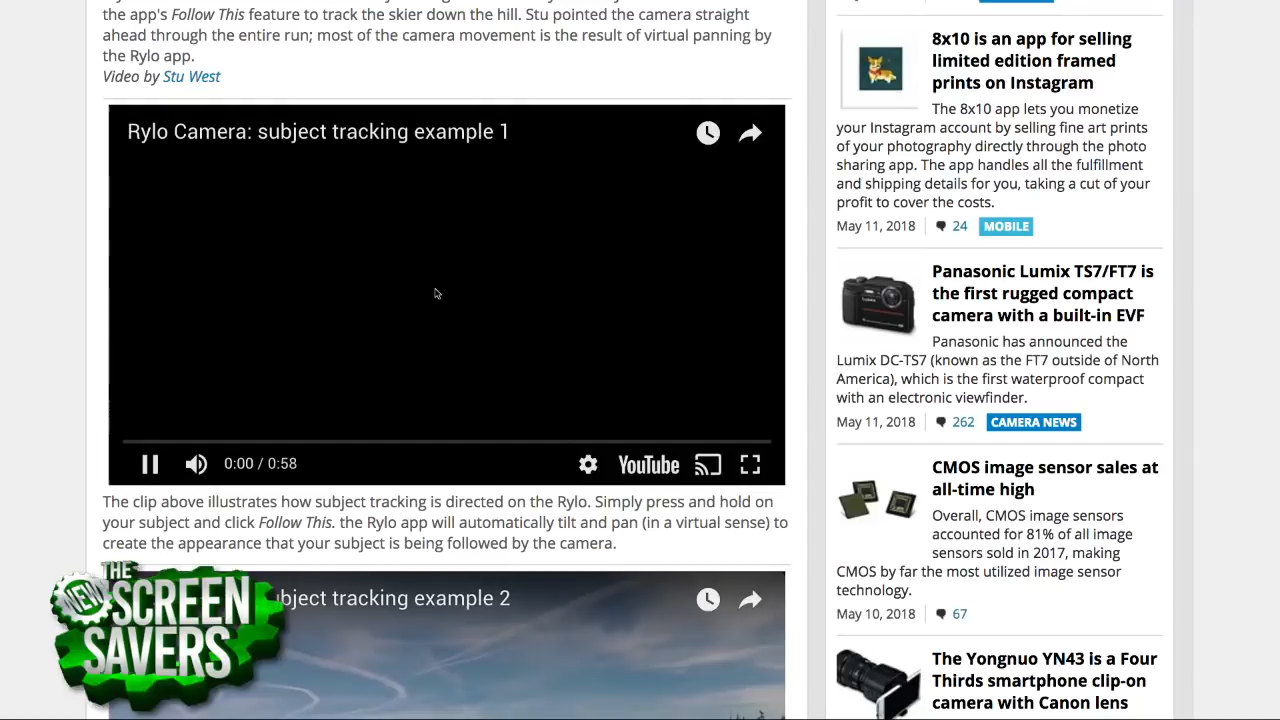 the app's Follow This feature to track the skier down the hill. Stu pointed the camera straight
ahead through the entire run; most of the camera movement is the result of virtual panning by
the Rylo app.
Video by Stu West
Rylo Camera: subject tracking example 1
0:00 / 0:58
YouTube
The clip above illustrates how subject tracking is directed on the Rylo. Simply press and hold on
your subject and click Follow This. the Rylo app will automatically tilt and pan (in a virtual sense) to
create the appearance that your subject is being followed by the camera.
bject tracking example 2
THE
NEW
SCREEN
SAVERS
8x10 is an app for selling
limited edition framed
prints on Instagram
The 8x10 app lets you monetize
your Instagram account by selling fine art prints
of your photography directly through the photo
sharing app. The app handles all the fulfillment
and shipping details for you, taking a cut of your
profit to cover the costs.
May 11, 2018 24 MOBILE
Panasonic Lumix TS7/FT7 is
the first rugged compact
camera with a built-in EVF
Panasonic has announced the
Lumix DC-TS7 (known as the FT7 outside of North
America), which is the first waterproof compact
with an electronic viewfinder.
May 11, 2018 262 CAMERA NEWS
CMOS image sensor sales at
all-time high
Overall, CMOS image sensors
accounted for 81% of all image
sensors sold in 2017, making
CMOS by far the most utilized image sensor
technology.
May 10, 2018 67
The Yongnuo YN43 is a Four
Thirds smartphone clip-on
camera with Canon lens